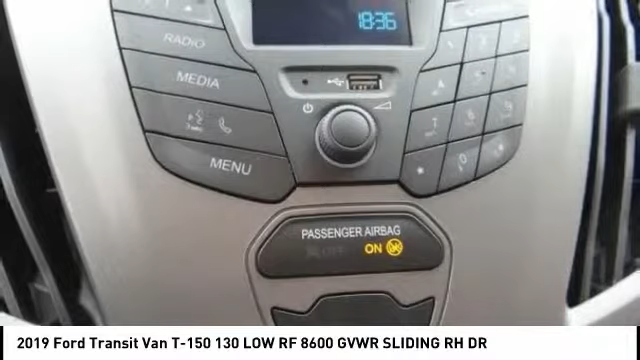 18:36
RADIO
MEDIA
MENU
PASSENGER AIRBAG
OFF ON
2019 Ford Transit Van T-150 130 LOW RF 8600 GVWR SLIDING RH DR